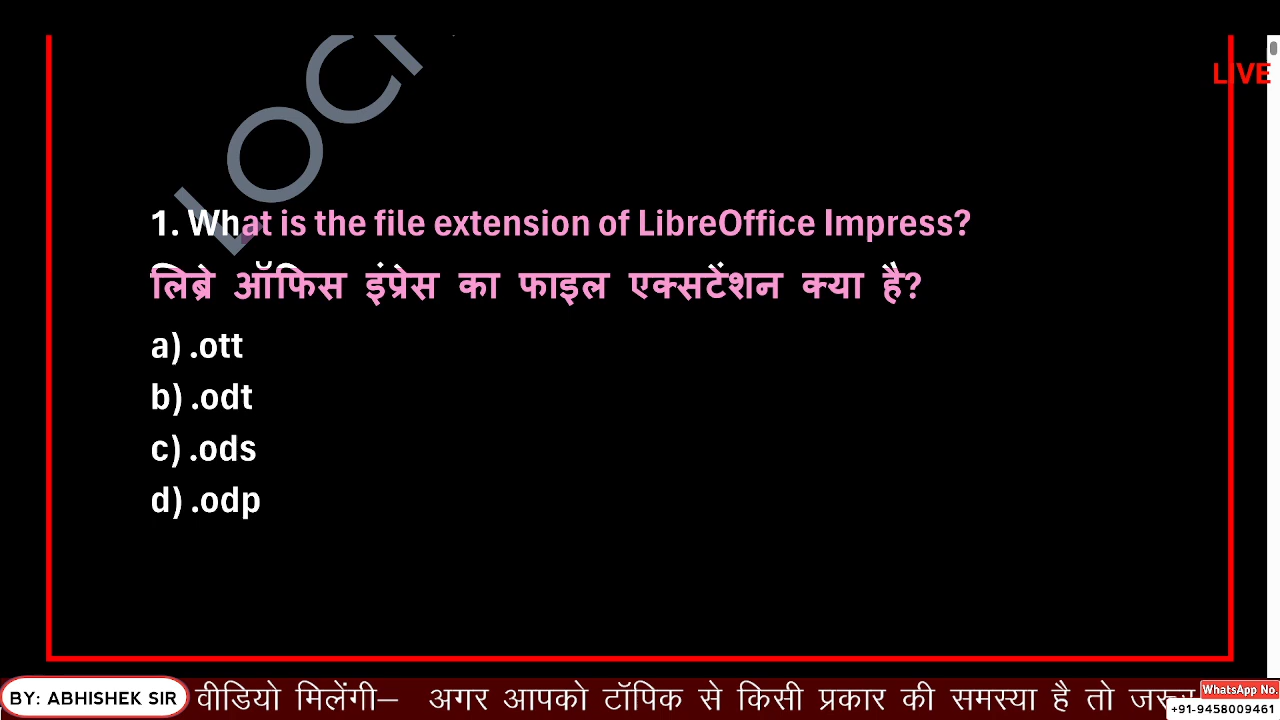 LIVE
LOC
1. What is the file extension of LibreOffice Impress?
लिब्रे ऑफिस इंप्रेस का फाइल एक्सटेंशन क्या है?
a) .ott
b) .odt
c) .ods
d) .odp
BY: ABHISHEK SIR वीडियो मिलेंगी– अगर आपको टॉपिक से किसी प्रकार की समस्या है तो
WhatsApp No.
+91-9458009461